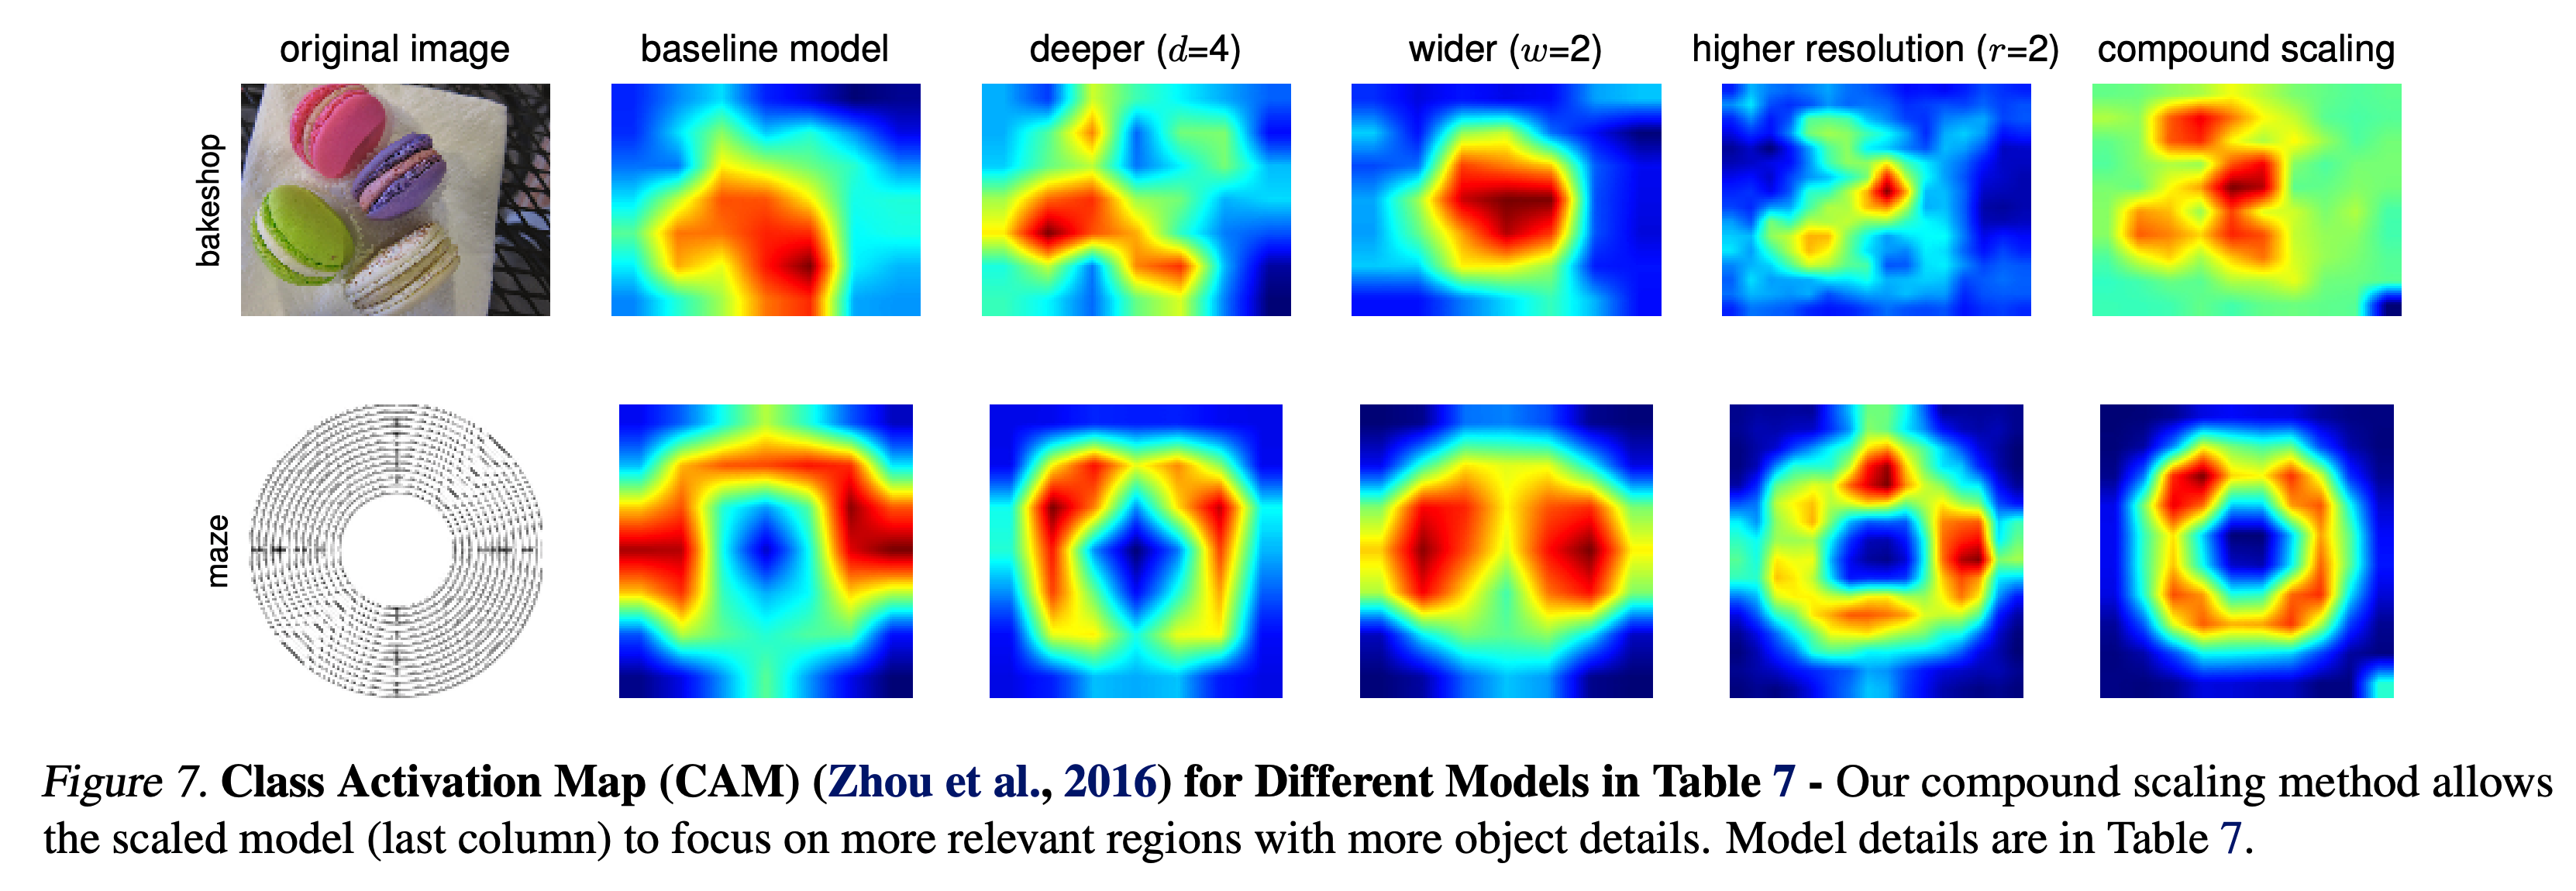 original image baseline model deeper (d=4) wider (w=2) higher resolution (r=2) compound scaling
bakeshop
maze
Figure 7. Class Activation Map (CAM) (Zhou et al., 2016) for Different Models in Table 7 - Our compound scaling method allows
the scaled model (last column) to focus on more relevant regions with more object details. Model details are in Table 7.